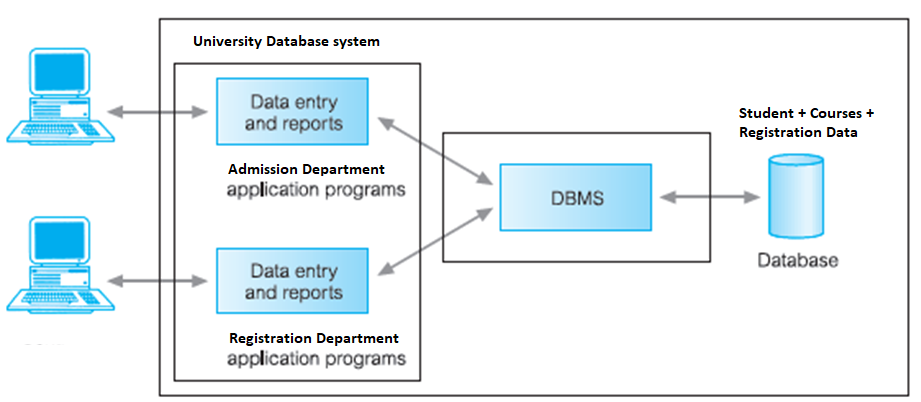 University Database system
Data entry
and reports
Admission Department
application programs
Student + Courses +
Registration Data
DBMS
Database
Data entry
and reports
Registration Department
application programs